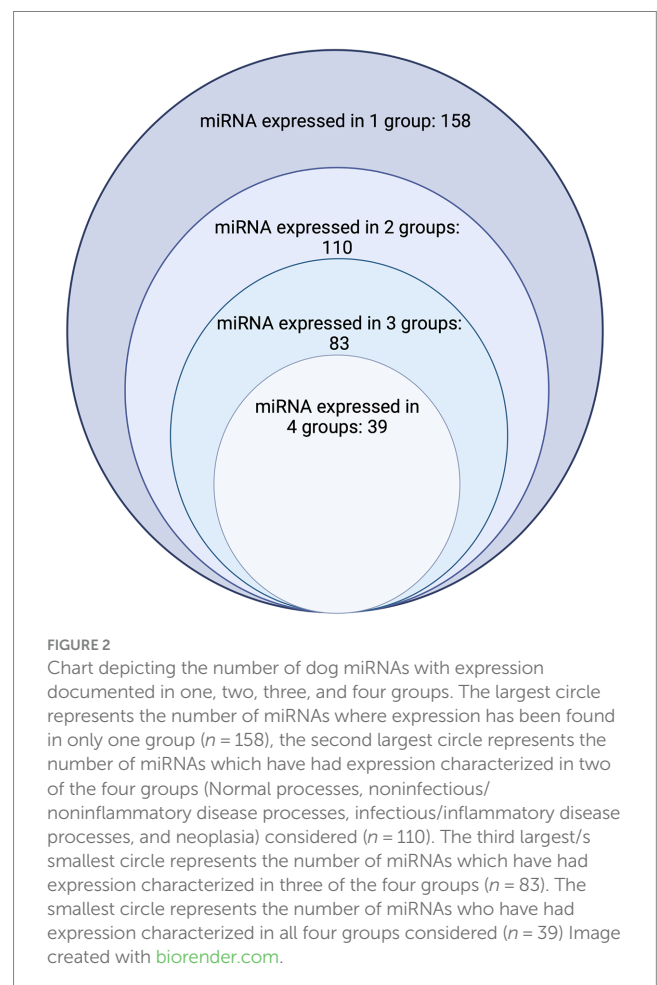 miRNA expressed in 1 group: 158
miRNA expressed in 2 groups:
110
miRNA expressed in 3 groups:
83
miRNA expressed in
4 groups: 39
FIGURE 2
Chart depicting the number of dog miRNAs with expression
documented in one, two, three, and four groups. The largest circle
represents the number of miRNAs where expression has been found
in only one group (n = 158), the second largest circle represents the
number of miRNAs which have had expression characterized in two
of the four groups (Normal processes, noninfectious/
noninflammatory disease processes, infectious/inflammatory disease
processes, and neoplasia) considered (n = 110). The third largest/s
smallest circle represents the number of miRNAs which have had
expression characterized in three of the four groups (n = 83). The
smallest circle represents the number of miRNAs who have had
expression characterized in all four groups considered (n = 39) Image
created with biorender.com.